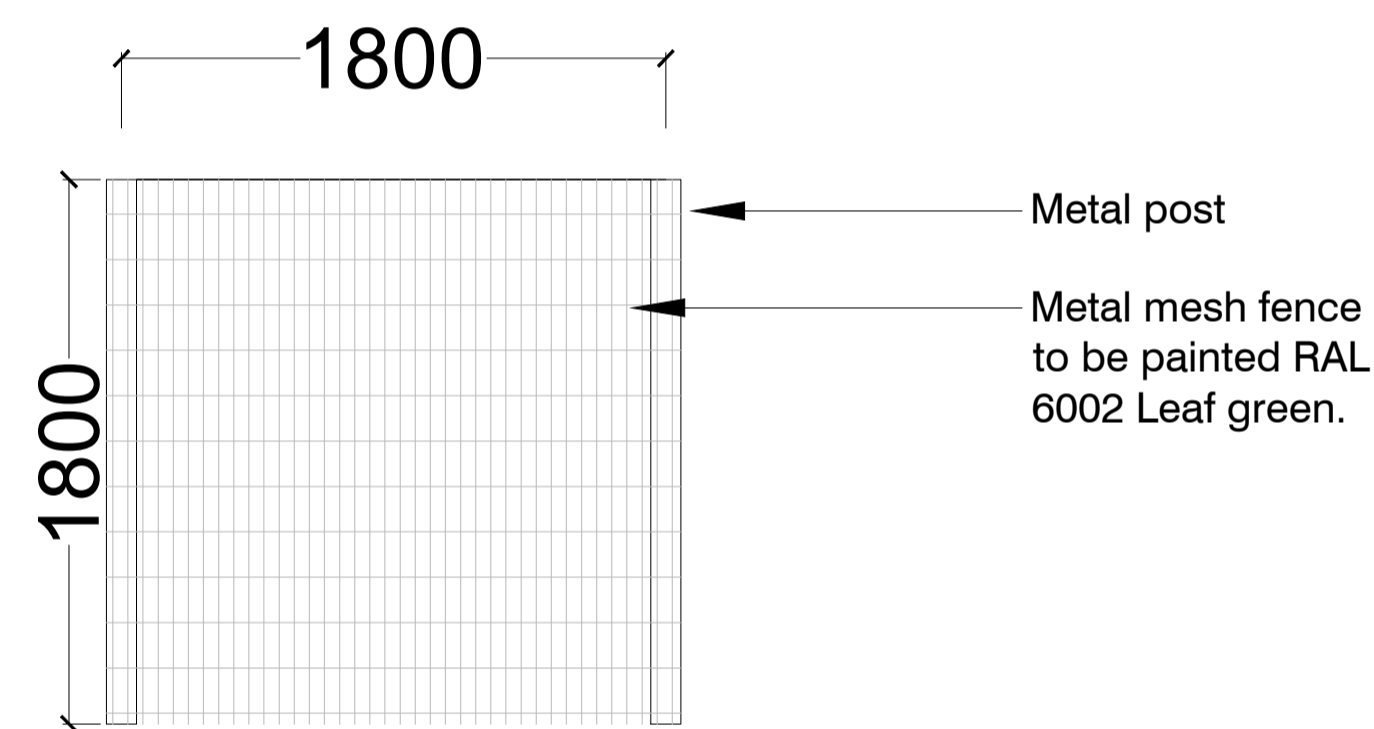 1800
1800
Metal post
Metal mesh fence
to be painted RAL
6002 Leaf green.